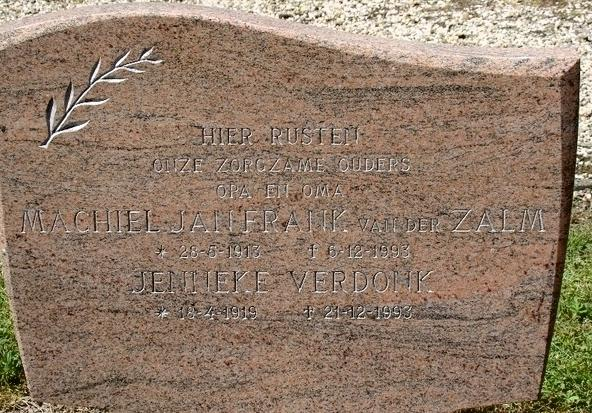 HIER RUSTEN
ONZE ZORGZAME OUDERS
OPA EN OMA
MACHIEL JAN FRANK VAN DER ZALM
* 28-5-1913 † 6-12-1993
JENNEKE VERDONK
* 18-4-1919 † 21-12-1993